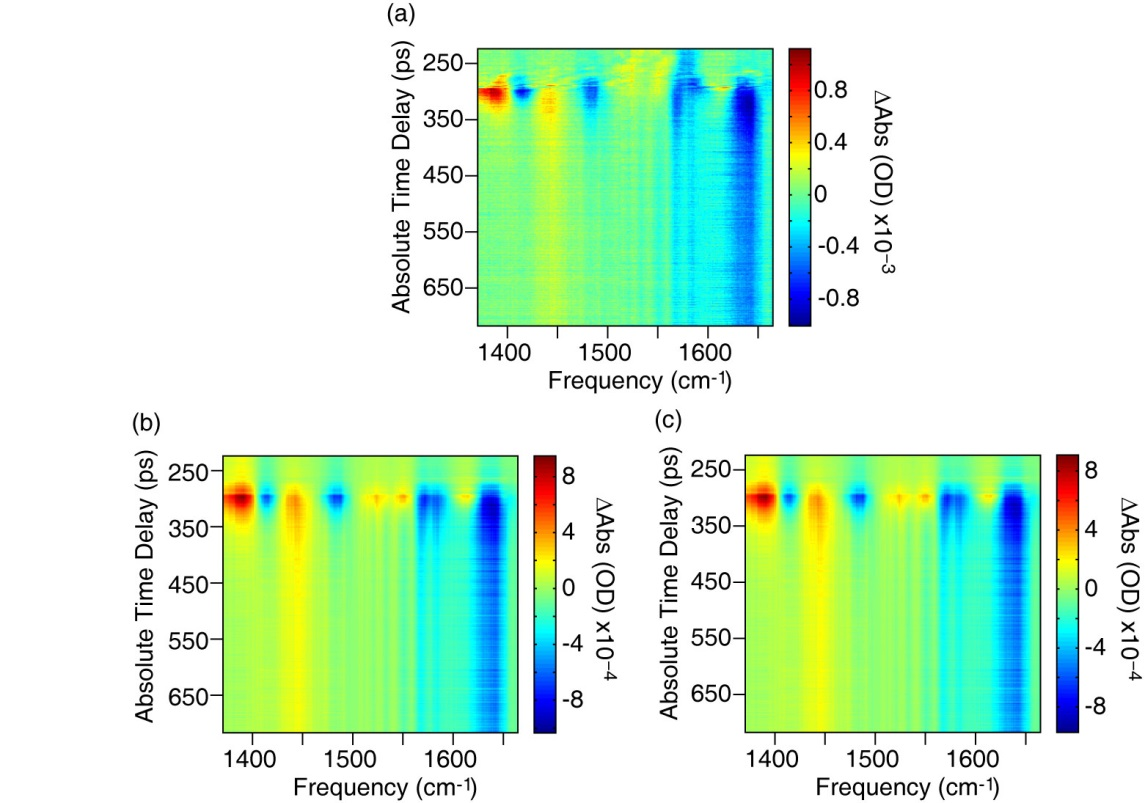 (a)
Absolute Time Delay (ps)
250
350
450
550
650
1400 1500 1600
Frequency (cm-1)
0.8
0.4
0
-0.4
-0.8
ΔAbs (OD) x10−3
(b)
Absolute Time Delay (ps)
250
350
450
550
650
1400 1500 1600
Frequency (cm-1)
8
4
0
-4
-8
ΔAbs (OD) x10−4
(c)
Absolute Time Delay (ps)
250
350
450
550
650
1400 1500 1600
Frequency (cm-1)
8
4
0
-4
-8
ΔAbs (OD) x10−4